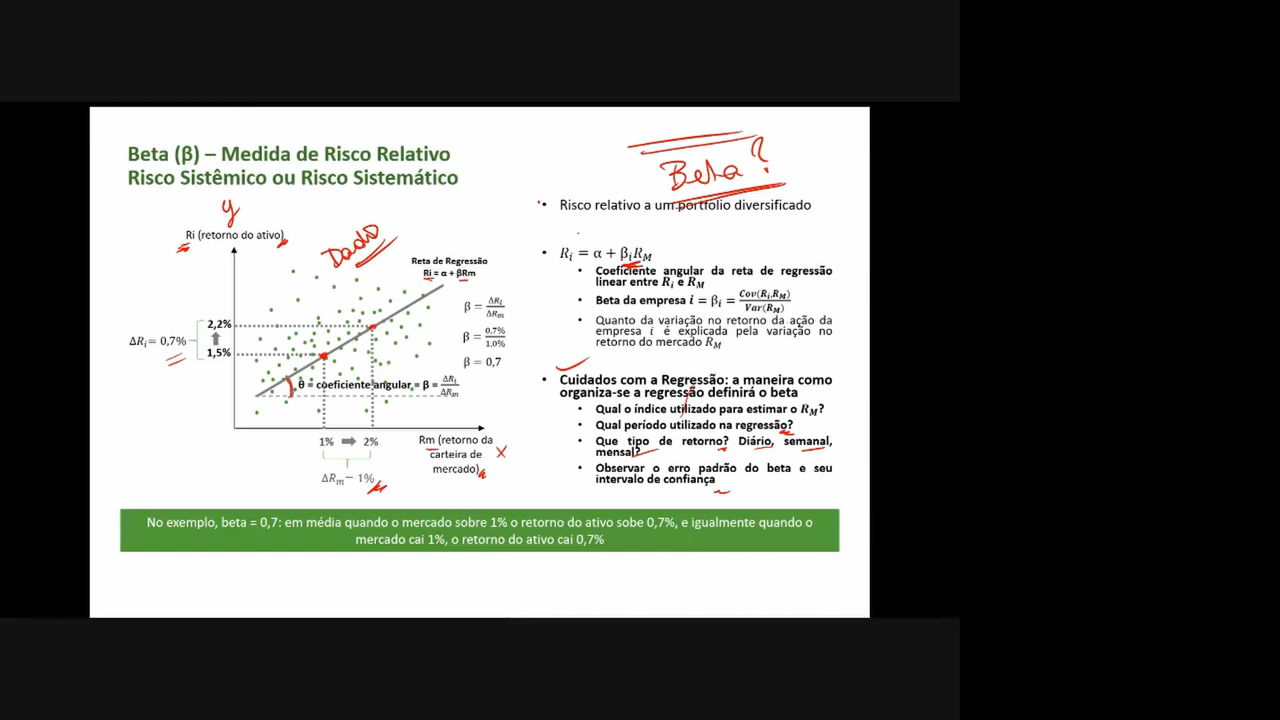 Beta (β) – Medida de Risco Relativo
Risco Sistêmico ou Risco Sistemático
Beta?
y
Ri (retorno do ativo)
Dado
Reta de Regressão
Ri = α + βRm
β = ΔRi/ΔRm
2,2%
ΔRi= 0,7%
β = 0,7%/1,0%
1,5%
β = 0,7
θ = coeficiente angular = β = ΔRi/ΔRm
1% 2%
Rm (retorno da
carteira de
mercado)
x
ΔRm= 1%
• Risco relativo a um portfolio diversificado
• Ri = α + βiRM
• Coeficiente angular da reta de regressão
linear entre Ri e RM
• Beta da empresa i = βi = Cov(Ri,RM)/Var(RM)
• Quanto da variação no retorno da ação da
empresa i é explicada pela variação no
retorno do mercado RM
• Cuidados com a Regressão: a maneira como
organiza-se a regressão definirá o beta
• Qual o índice utilizado para estimar o RM?
• Qual período utilizado na regressão?
• Que tipo de retorno? Diário, semanal,
mensal?
• Observar o erro padrão do beta e seu
intervalo de confiança
No exemplo, beta = 0,7: em média quando o mercado sobre 1% o retorno do ativo sobe 0,7%, e igualmente quando o
mercado cai 1%, o retorno do ativo cai 0,7%